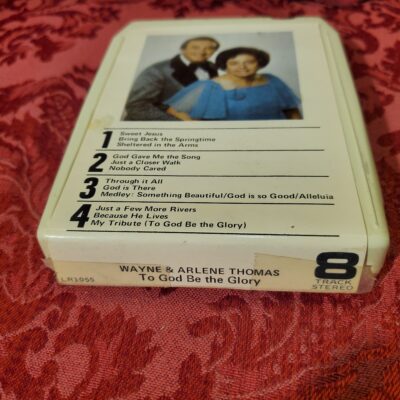 1
Sweet Jesus
Bring Back the Springtime
Sheltered in the Arms
2
God Gave Me the Song
Just a Closer Walk
Nobody Cared
3
Through it All
God is There
Medley: Something Beautiful/God is so Good/Alleluia
4
Just a Few More Rivers
Because He Lives
My Tribute (To God Be the Glory)
WAYNE & ARLENE THOMAS
To God Be the Glory
LR1055
8
TRACK
STEREO